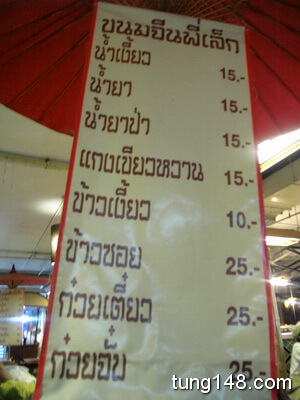 ขนมจีนพี่เล็ก
น้ำเงี้ยว 15.-
น้ำยา 15.-
น้ำยาป่า 15.-
แกงเขียวหวาน 15.-
ข้าวเงี้ยว 10.-
ข้าวซอย 25.-
ก๋วยเตี๋ยว 25.-
ก๋วยจั๊บ 25.-
tung148.com